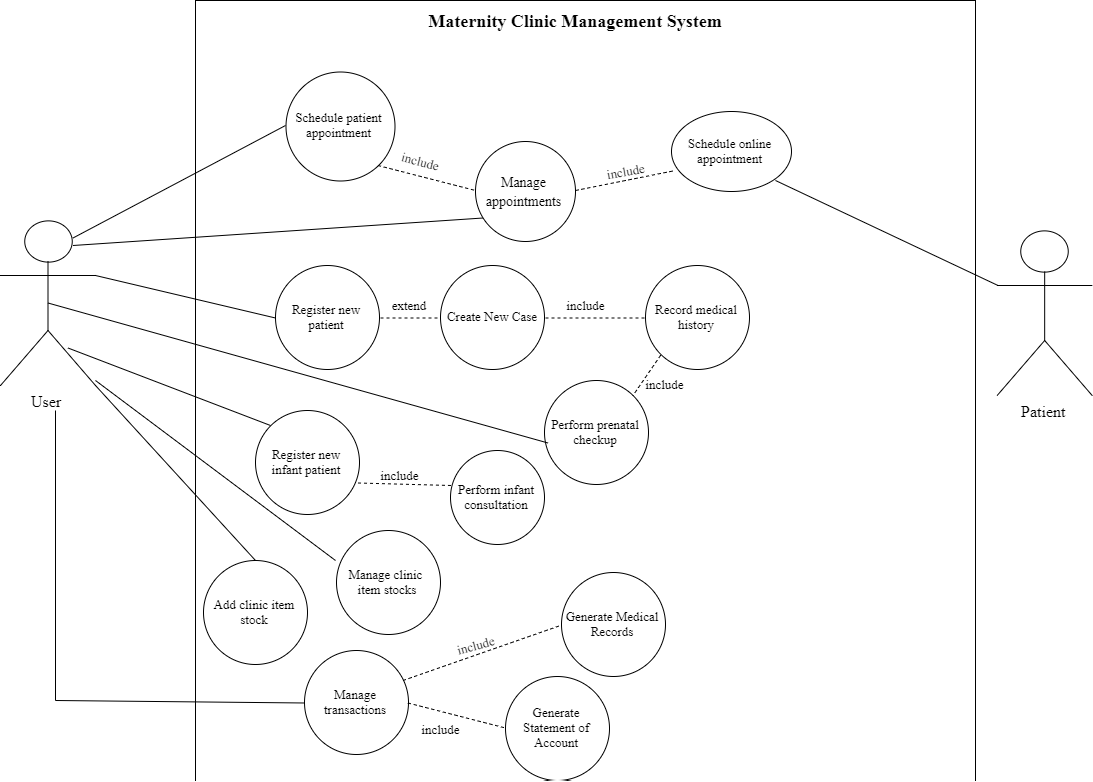 Maternity Clinic Management System
Schedule patient
appointment
include
Manage
appointments
include
Schedule online
appointment
Register new
patient
extend
Create New Case
include
Record medical
history
include
Perform prenatal
checkup
User
Patient
Register new
infant patient
include
Perform infant
consultation
Manage clinic
item stocks
Add clinic item
stock
Generate Medical
Records
include
Manage
transactions
include
Generate
Statement of
Account